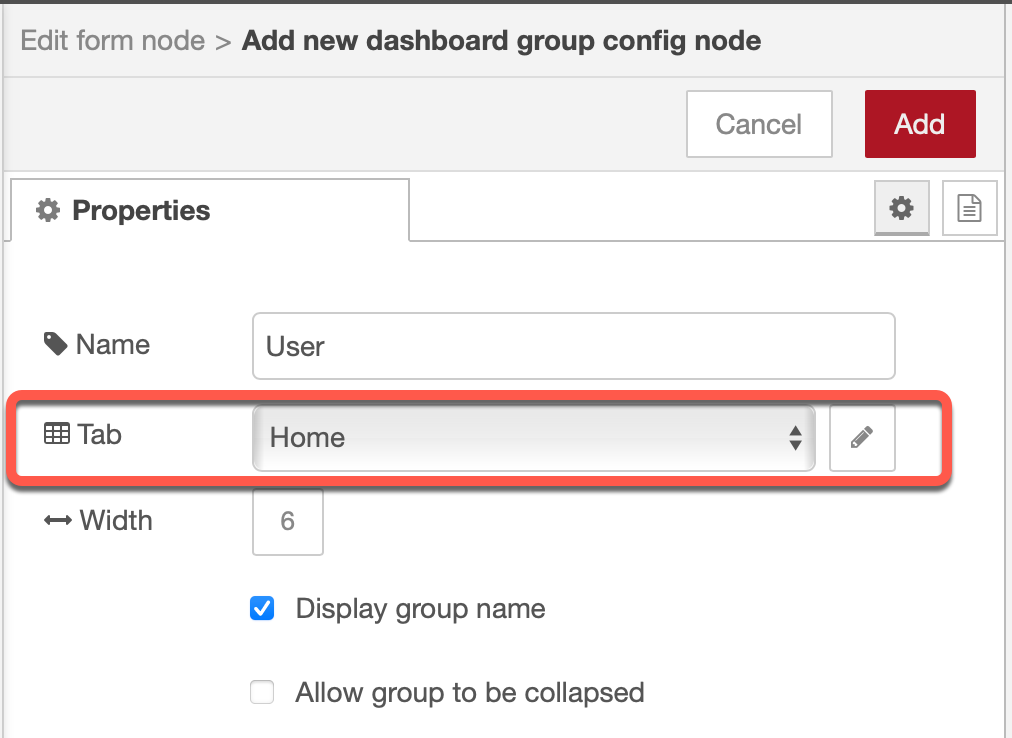 Edit form node > Add new dashboard group config node
Cancel Add
Properties
Name User
Tab Home
Width 6
Display group name
Allow group to be collapsed